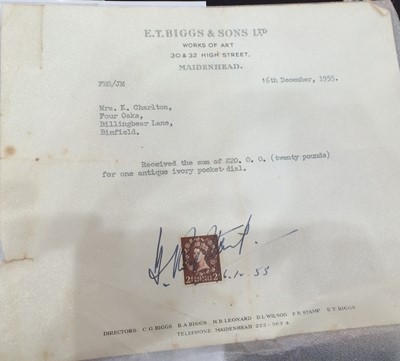 E.T. BIGGS & SONS LTD
WORKS OF ART
30 & 32 HIGH STREET,
MAIDENHEAD.
16th December, 1955.
Mrs. K. Charlton,
Four Oaks,
Billingbear Lane,
Binfield.
Received the sum of £20. 0. 0. (twenty pounds)
for one antique ivory pocket-dial.
DIRECTORS C G BIGGS R A BIGGS H B LEONARD D L WILSON F R STAMP E T BIGGS
TELEPHONE MAIDENHEAD